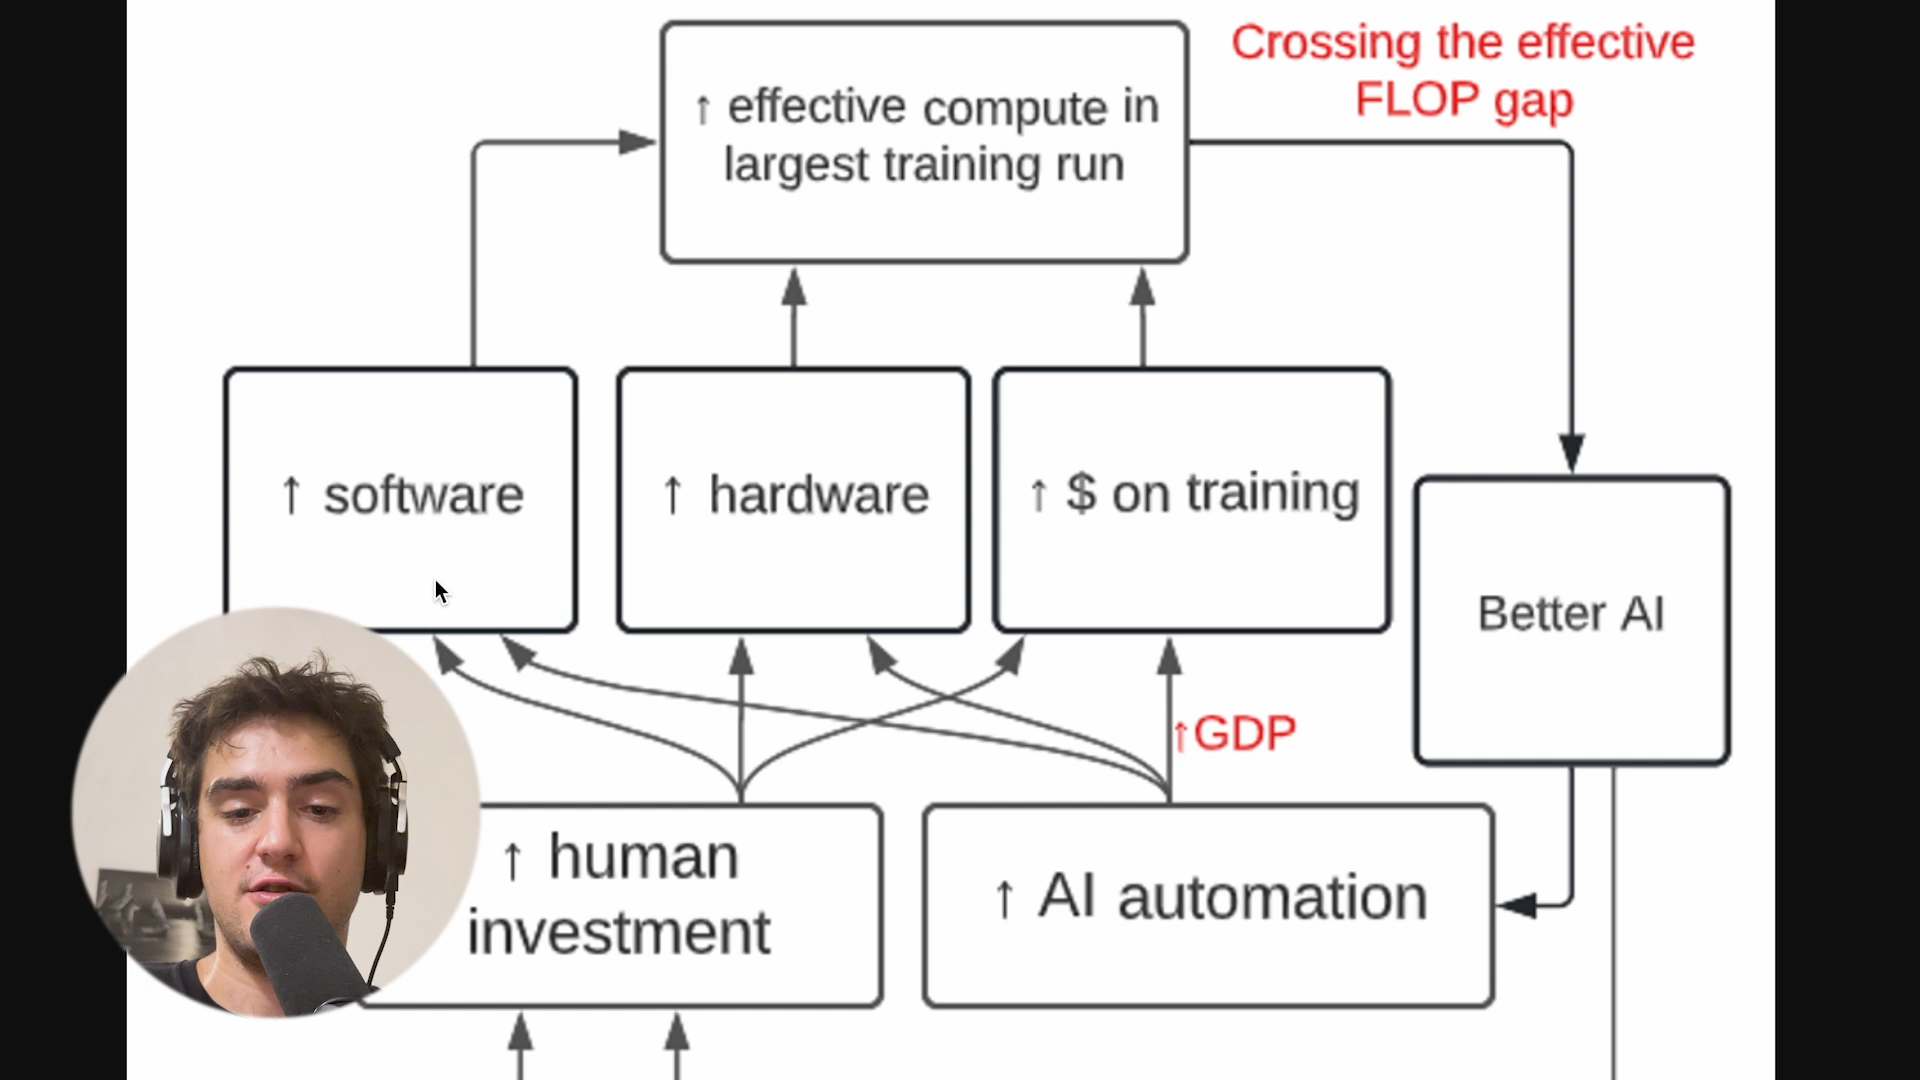 Crossing the effective
FLOP gap
↑ effective compute in
largest training run
↑ software
↑ hardware
↑ $ on training
Better AI
↑GDP
↑ human
investment
↑ AI automation